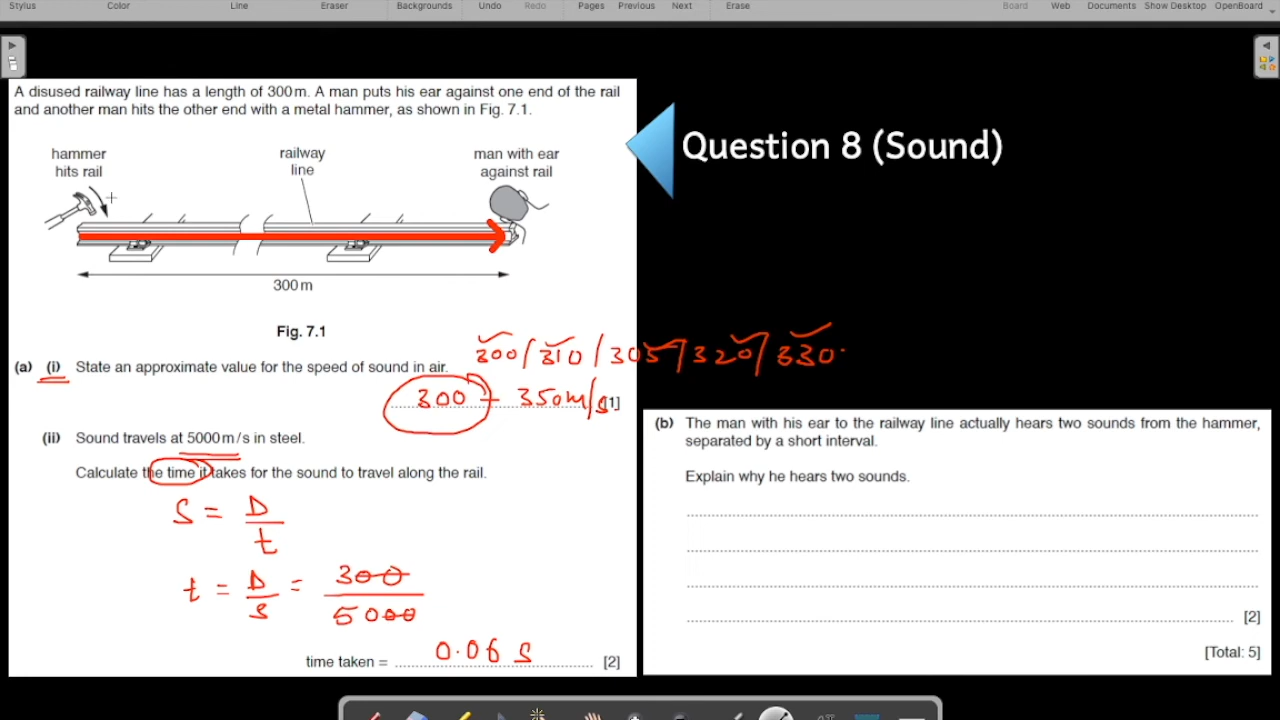 Stylus Color Line Eraser Backgrounds Undo Redo Pages Previous Next Erase Board Web Documents Show Desktop OpenBoard
A disused railway line has a length of 300 m. A man puts his ear against one end of the rail
and another man hits the other end with a metal hammer, as shown in Fig. 7.1.
hammer
hits rail
railway
line
man with ear
against rail
300 m
Fig. 7.1
Question 8 (Sound)
300 / 310 / 305 / 320 / 330
(a) (i) State an approximate value for the speed of sound in air.
300 - 350m/s [1]
(ii) Sound travels at 5000 m/s in steel.
Calculate the time it takes for the sound to travel along the rail.
S = D/t
t = D/S = 300/5000
time taken = 0.06 s [2]
(b) The man with his ear to the railway line actually hears two sounds from the hammer,
separated by a short interval.
Explain why he hears two sounds.
[2]
[Total: 5]